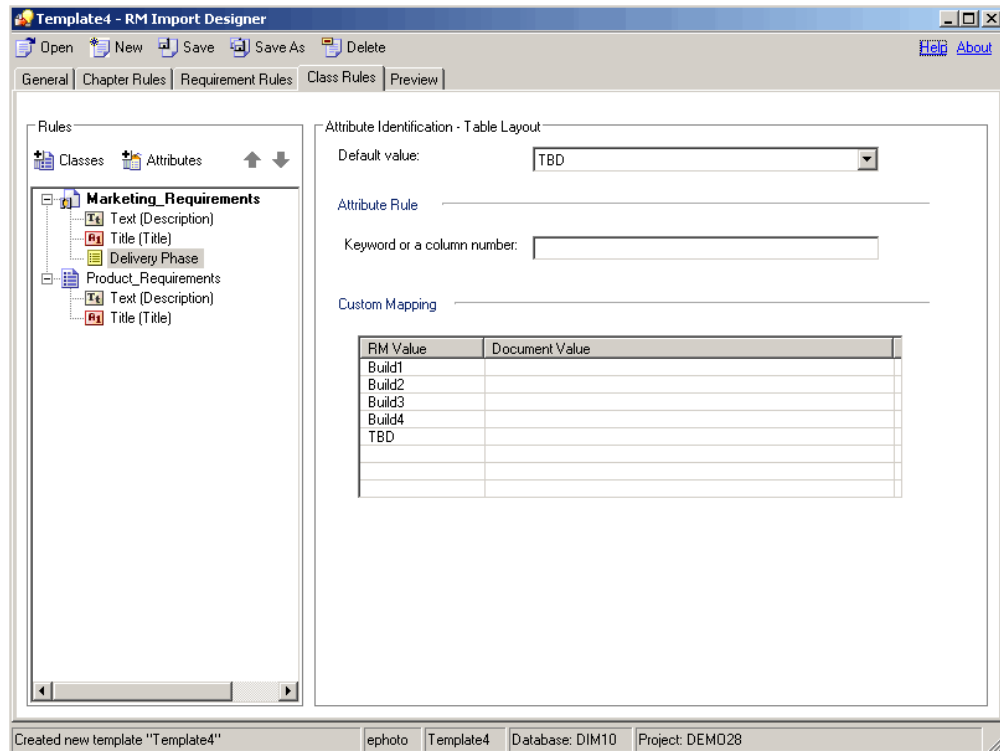 Template4 - RM Import Designer
Open New Save Save As Delete Help About
General Chapter Rules Requirement Rules Class Rules Preview
Rules
Classes Attributes
Marketing_Requirements
Text (Description)
Title (Title)
Delivery Phase
Product_Requirements
Text (Description)
Title (Title)
Attribute Identification - Table Layout
Default value: TBD
Attribute Rule
Keyword or a column number:
Custom Mapping
RM Value Document Value
Build1
Build2
Build3
Build4
TBD
Created new template "Template4" ephoto Template4 Database: DIM10 Project: DEMO28